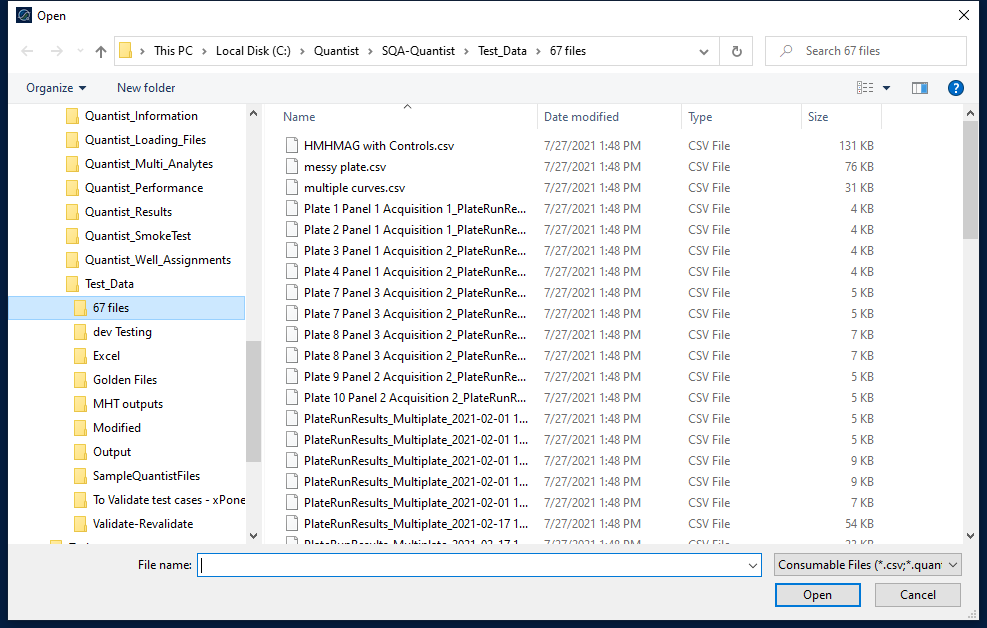 Open
This PC > Local Disk (C:) > Quantist > SQA-Quantist > Test_Data > 67 files
Search 67 files
Organize
New folder
?
Quantist_Information
Quantist_Loading_Files
Quantist_Multi_Analytes
Quantist_Performance
Quantist_Results
Quantist_SmokeTest
Quantist_Well_Assignments
Test_Data
67 files
dev Testing
Excel
Golden Files
MHT outputs
Modified
Output
SampleQuantistFiles
To Validate test cases - xPone
Validate-Revalidate
Name Date modified Type Size
HMHMAG with Controls.csv 7/27/2021 1:48 PM CSV File 131 KB
messy plate.csv 7/27/2021 1:48 PM CSV File 76 KB
multiple curves.csv 7/27/2021 1:48 PM CSV File 31 KB
Plate 1 Panel 1 Acquisition 1_PlateRunRe... 7/27/2021 1:48 PM CSV File 4 KB
Plate 2 Panel 1 Acquisition 1_PlateRunRe... 7/27/2021 1:48 PM CSV File 4 KB
Plate 3 Panel 1 Acquisition 2_PlateRunRe... 7/27/2021 1:48 PM CSV File 4 KB
Plate 4 Panel 1 Acquisition 2_PlateRunRe... 7/27/2021 1:48 PM CSV File 4 KB
Plate 7 Panel 3 Acquisition 2_PlateRunRe... 7/27/2021 1:48 PM CSV File 5 KB
Plate 7 Panel 3 Acquisition 2_PlateRunRe... 7/27/2021 1:48 PM CSV File 5 KB
Plate 8 Panel 3 Acquisition 2_PlateRunRe... 7/27/2021 1:48 PM CSV File 7 KB
Plate 8 Panel 3 Acquisition 2_PlateRunRe... 7/27/2021 1:48 PM CSV File 7 KB
Plate 9 Panel 2 Acquisition 2_PlateRunRe... 7/27/2021 1:48 PM CSV File 5 KB
Plate 10 Panel 2 Acquisition 2_PlateRunR... 7/27/2021 1:48 PM CSV File 5 KB
PlateRunResults_Multiplate_2021-02-01 1... 7/27/2021 1:48 PM CSV File 5 KB
PlateRunResults_Multiplate_2021-02-01 1... 7/27/2021 1:48 PM CSV File 5 KB
PlateRunResults_Multiplate_2021-02-01 1... 7/27/2021 1:48 PM CSV File 9 KB
PlateRunResults_Multiplate_2021-02-01 1... 7/27/2021 1:48 PM CSV File 9 KB
PlateRunResults_Multiplate_2021-02-01 1... 7/27/2021 1:48 PM CSV File 7 KB
PlateRunResults_Multiplate_2021-02-17 1... 7/27/2021 1:48 PM CSV File 54 KB
PlateRunResults_Multiplate_2021-02-17 1... 7/27/2021 1:48 PM CSV File
File name:
Consumable Files (*.csv;*.quan
Open
Cancel